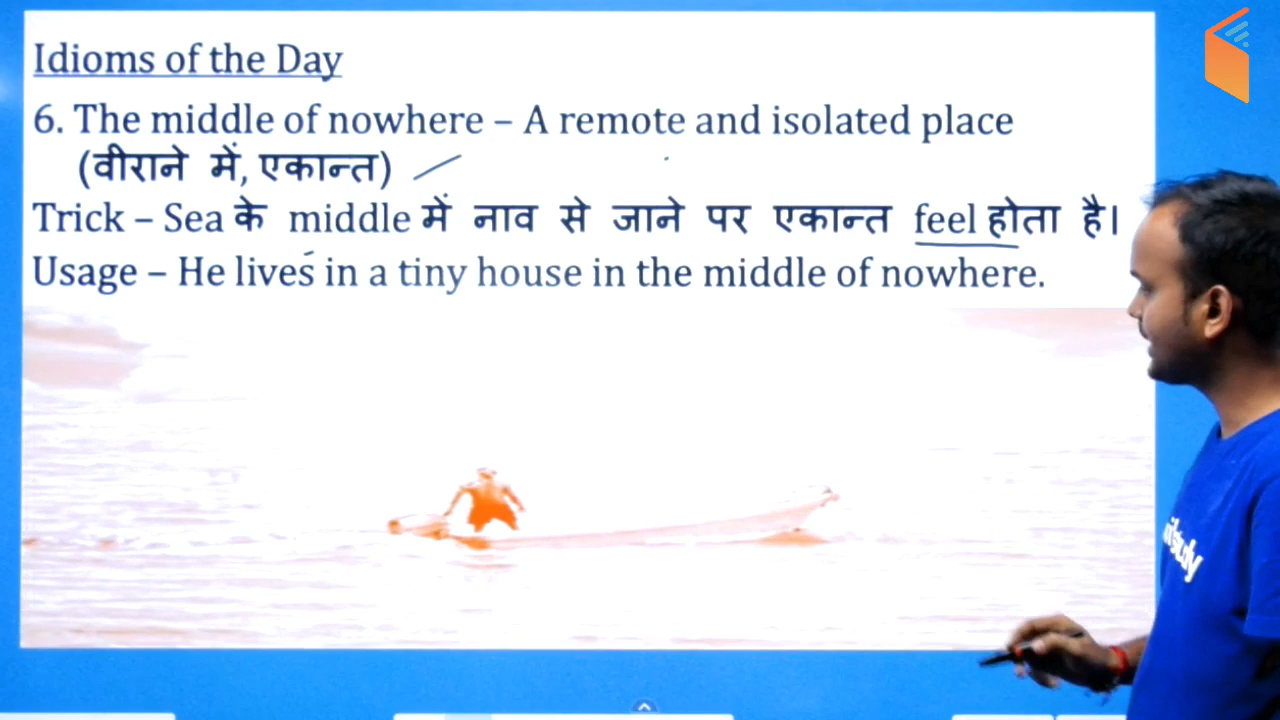 Idioms of the Day
6. The middle of nowhere – A remote and isolated place
(वीराने में, एकान्त)
Trick – Sea के middle में नाव से जाने पर एकान्त feel होता है।
Usage – He lives in a tiny house in the middle of nowhere.